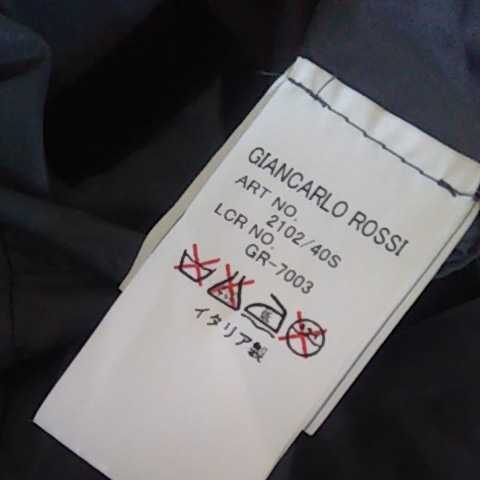 GIANCARLO ROSSI
ART NO.
2102/40S
LCR NO.
GR-7003
イタリア製